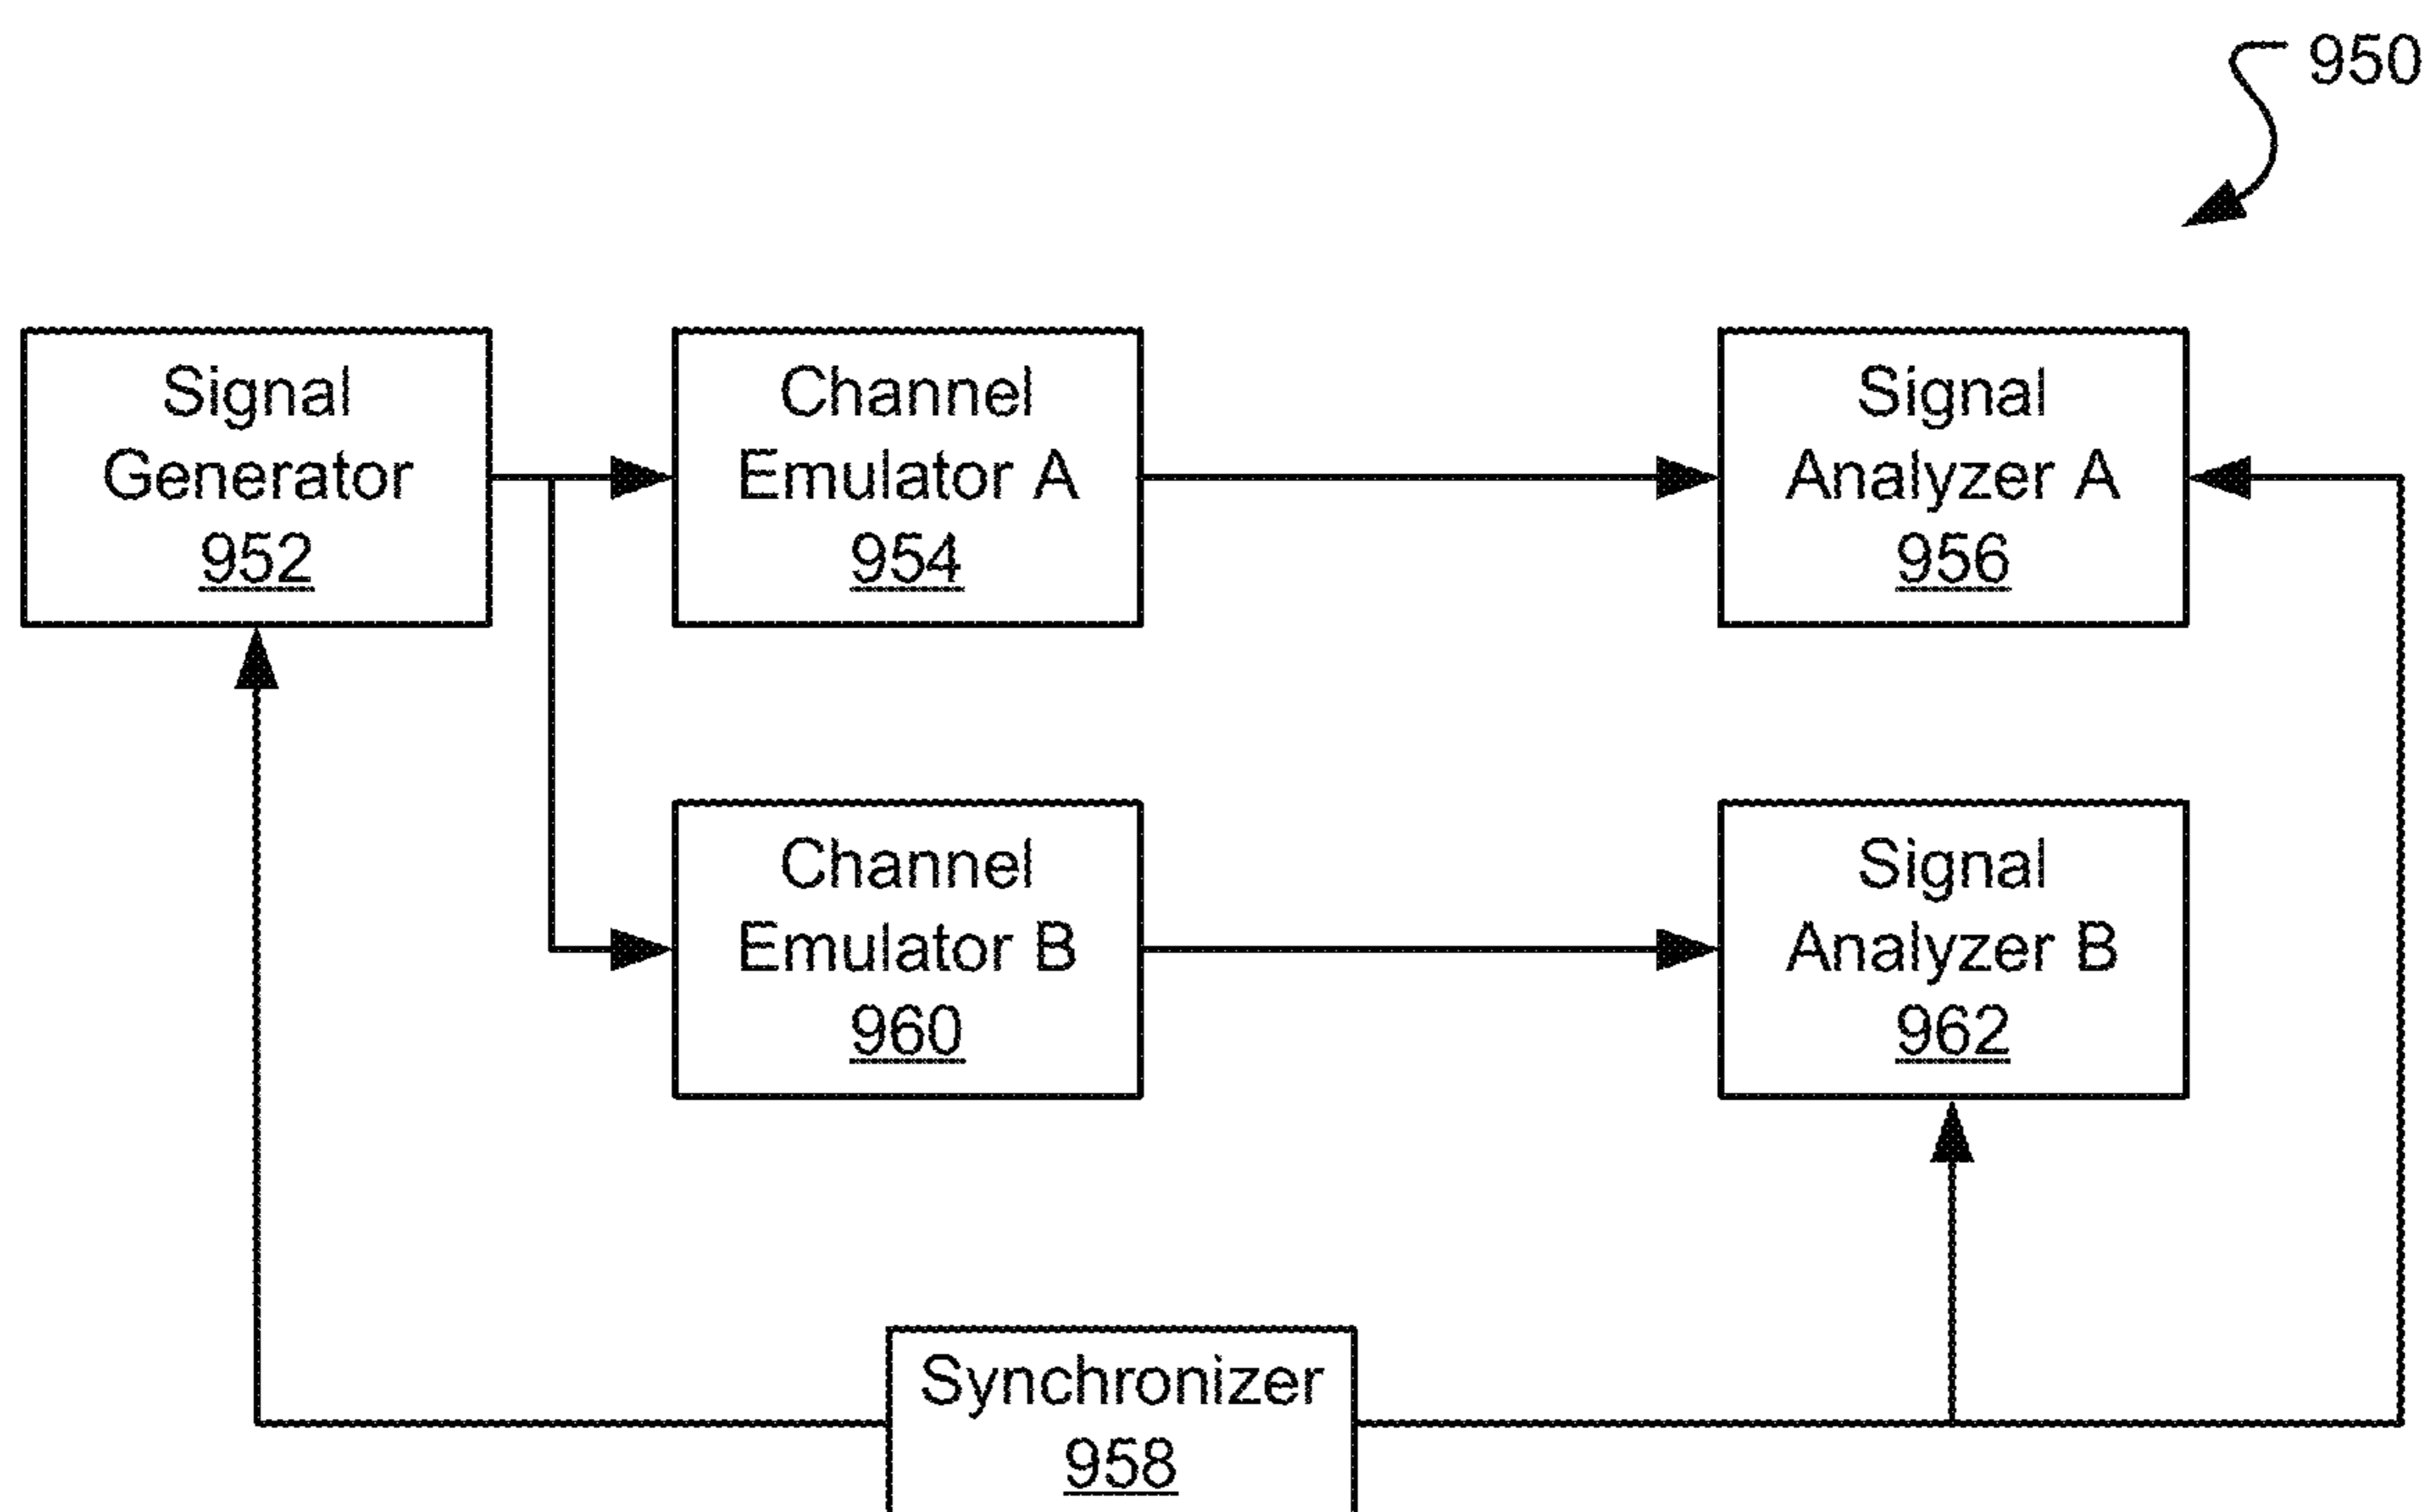 950
Signal
Generator
952
Channel
Emulator A
954
Signal
Analyzer A
956
Channel
Emulator B
960
Signal
Analyzer B
962
Synchronizer
958